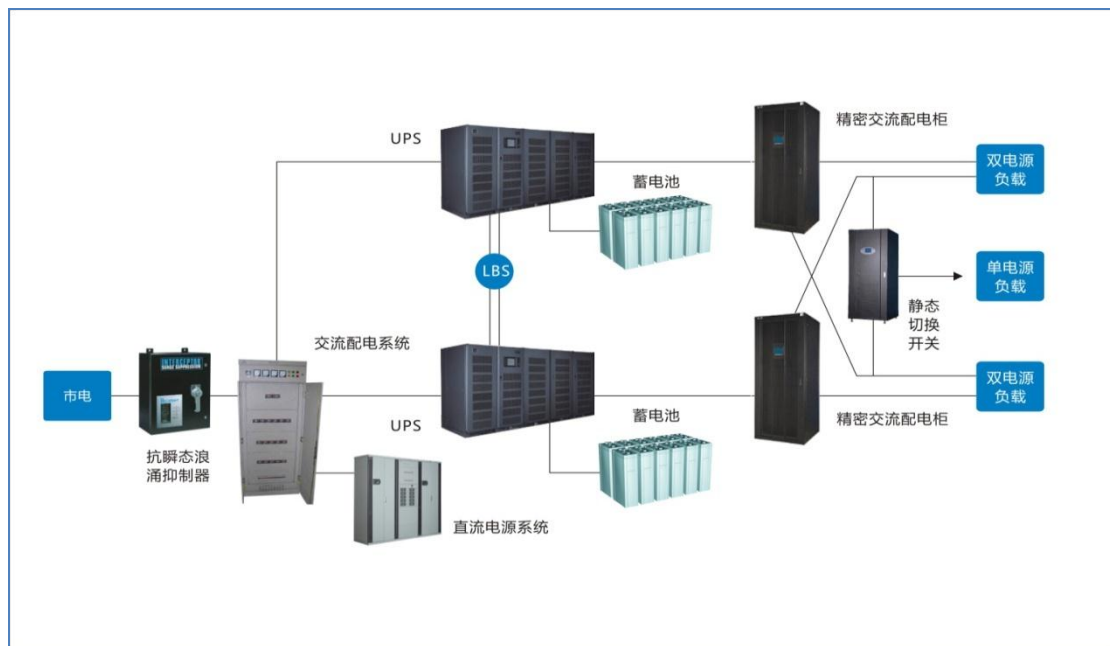 精密交流配电柜
UPS
双电源
负载
蓄电池
LBS
单电源
负载
静态
切换
开关
交流配电系统
INTERCEPTOR
SURGE SUPPRESSION
市电
双电源
负载
蓄电池
UPS
精密交流配电柜
抗瞬态浪
涌抑制器
直流电源系统